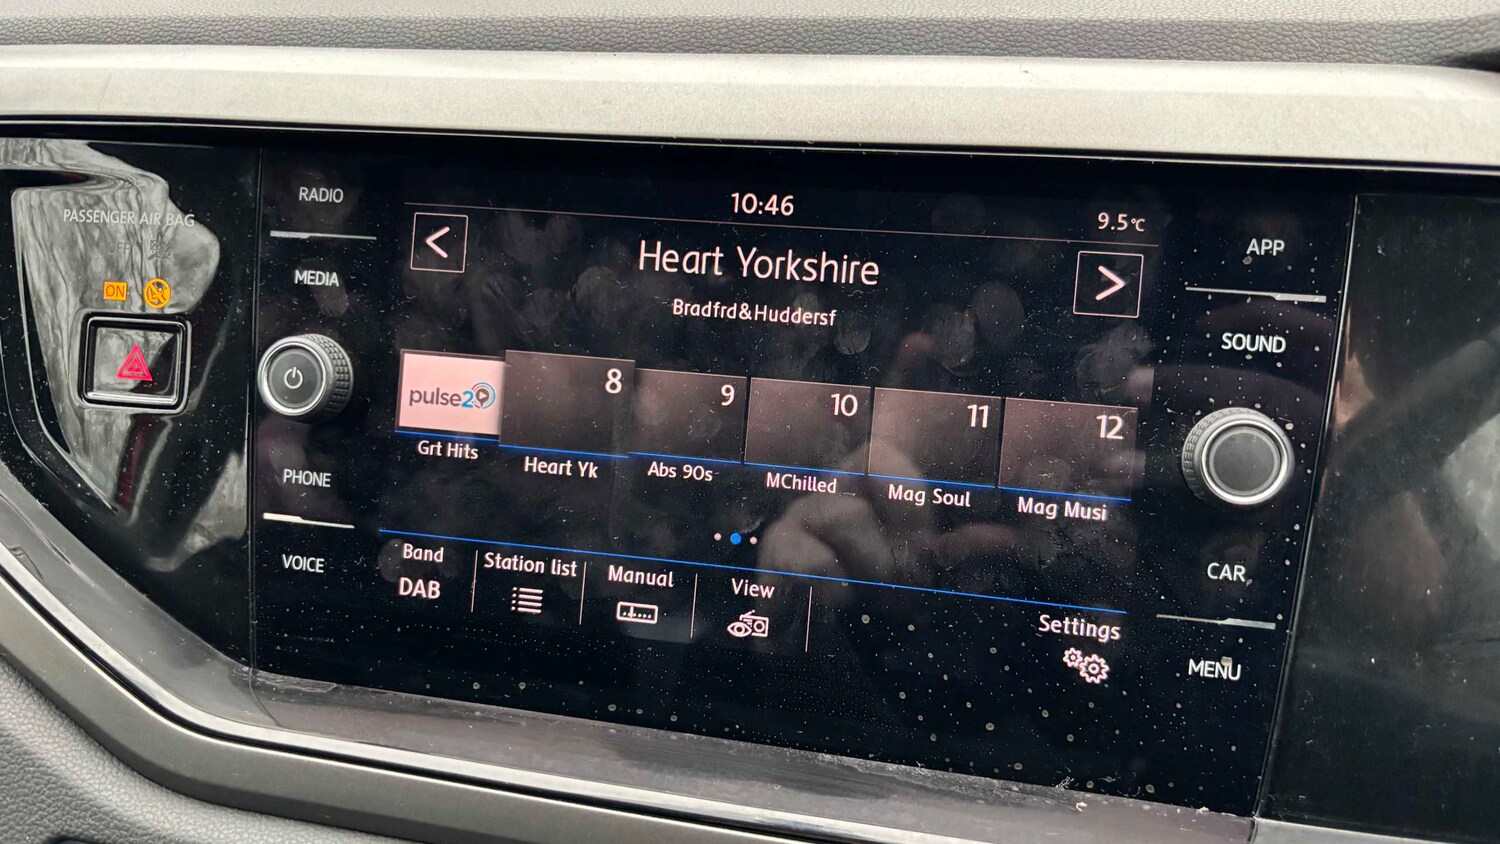 PASSENGER AIR BAG
OFF
ON
RADIO
MEDIA
PHONE
VOICE
10:46
9.5°C
<
Heart Yorkshire
>
Bradfrd&Huddersf
pulse2
8
9
10
11
12
Grt Hits
Heart Yk
Abs 90s
MChilled
Mag Soul
Mag Musi
Band
DAB
Station list
Manual
View
Settings
APP
SOUND
CAR
MENU